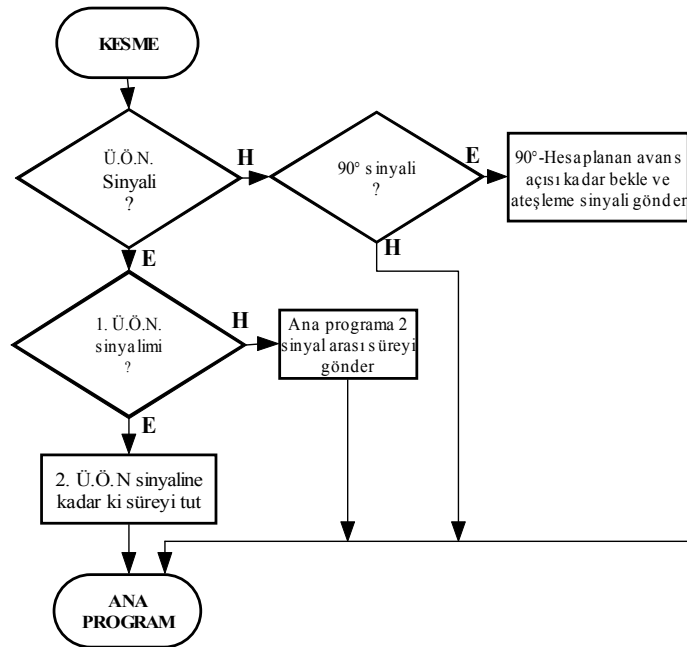 KESME
Ü.Ö.N.
Sinyali
?
H
90° sinyali
?
E
90°-Hesaplanan avans
açısı kadar bekle ve
ateşleme sinyali gönder
H
E
1. Ü.Ö.N.
sinyalimi
?
H
Ana programa 2
sinyal arası süreyi
gönder
E
2. Ü.Ö.N sinyaline
kadar ki süreyi tut
ANA
PROGRAM